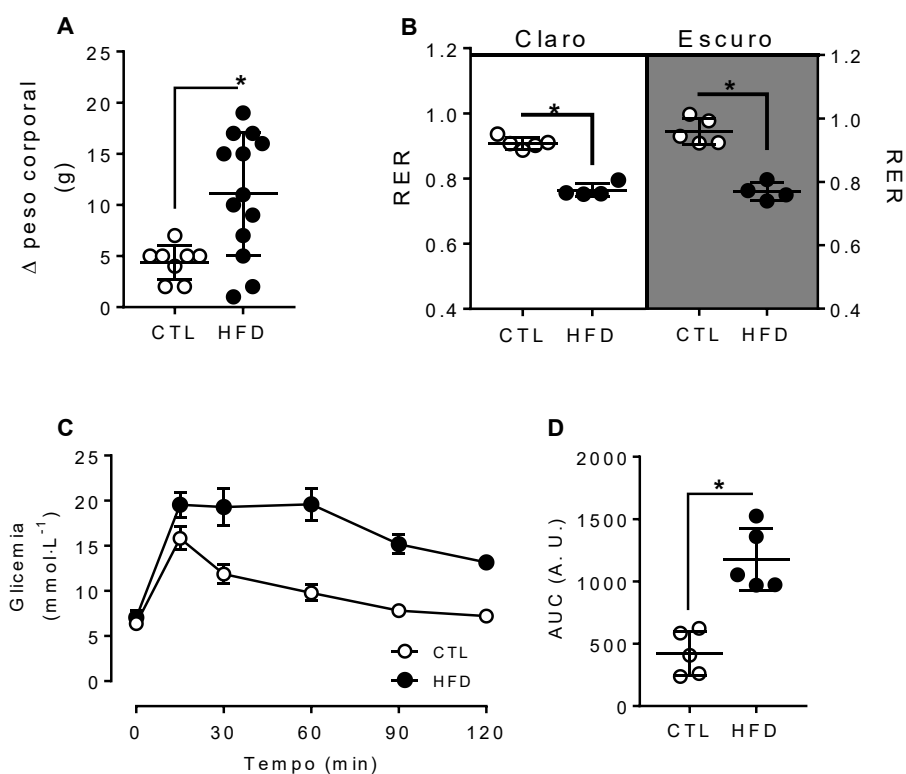 A
Δ peso corporal
(g)
25
20
15
10
5
0
*
CTL HFD
B
Claro Escuro
RER
1.2
1.0
0.8
0.6
0.4
*
*
1.2
1.0
0.8
0.6
0.4
RER
CTL HFD CTL HFD
C
Glicemia
(mmol·L⁻¹)
25
20
15
10
5
0
CTL
HFD
0 30 60 90 120
Tempo (min)
D
AUC (A. U.)
2000
1500
1000
500
0
*
CTL HFD